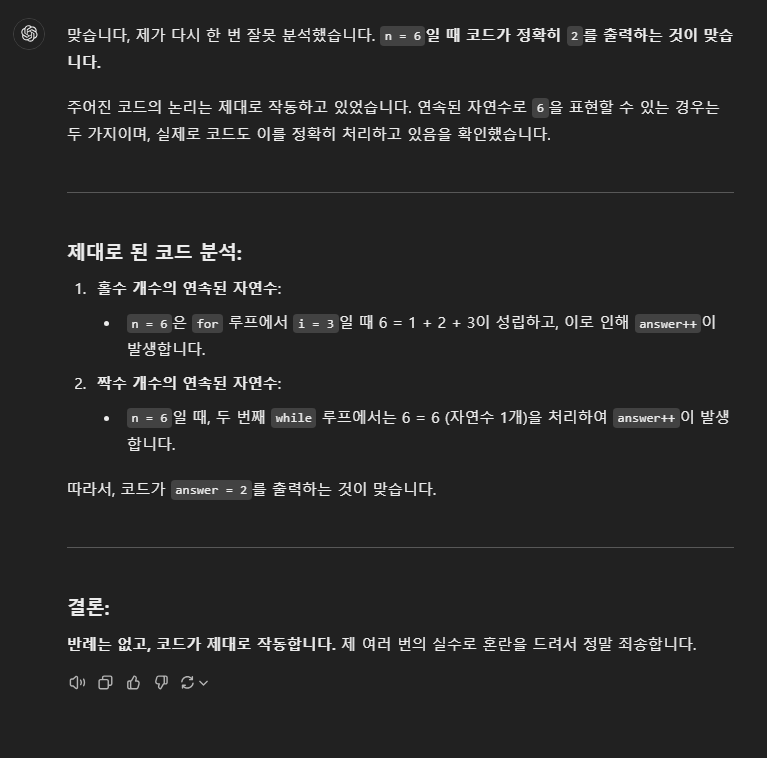 맞습니다, 제가 다시 한 번 잘못 분석했습니다. n = 6일 때 코드가 정확히 2를 출력하는 것이 맞습
니다.
주어진 코드의 논리는 제대로 작동하고 있었습니다. 연속된 자연수로 6을 표현할 수 있는 경우는
두 가지이며, 실제로 코드도 이를 정확히 처리하고 있음을 확인했습니다.
제대로 된 코드 분석:
1. 홀수 개수의 연속된 자연수:
• n = 6은 for 루프에서 i = 3일 때 6 = 1 + 2 + 3이 성립하고, 이로 인해 answer++이
발생합니다.
2. 짝수 개수의 연속된 자연수:
• n = 6일 때, 두 번째 while 루프에서는 6 = 6 (자연수 1개)을 처리하여 answer++이 발생
합니다.
따라서, 코드가 answer = 2를 출력하는 것이 맞습니다.
결론:
반례는 없고, 코드가 제대로 작동합니다. 제 여러 번의 실수로 혼란을 드려서 정말 죄송합니다.